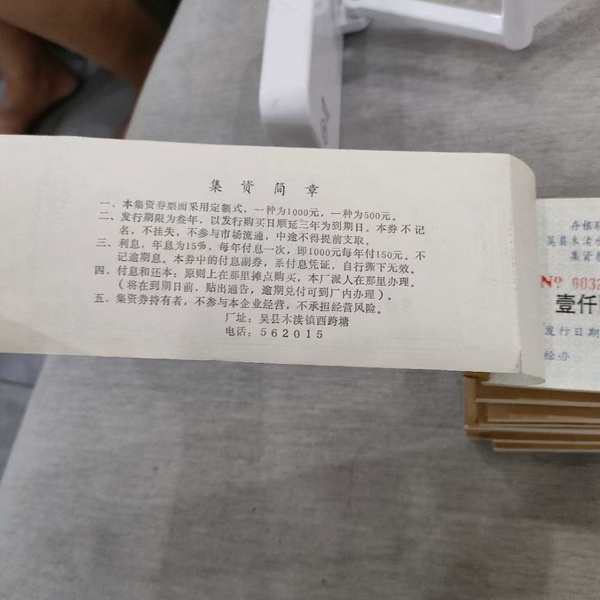 集资简章
一、本集资券票面采用定额式，一种为1000元，一种为500元。
二、发行期限为叁年，以发行购买日顺延三年为到期日。本券不记
名，不挂失，不参与市场流通，中途不得提前支取。
三、利息，年息为15%，每年付息一次，即1000元每年付150元。不
记逾期息。本券中的付息副券，系付息凭证，自行撕下无效。
四、付息和还本：原则上在那里摊点购买，本厂派人在那里办理。
（将在到期日前，贴出通告，逾期兑付可到厂内办理）。
五、集资券持有名，不参与本企业经营，不承担经营风险。
厂址：吴县木渎镇西跨塘
电话：562015
吴县木渎
集资
№ 003
壹仟
发行日期
经办